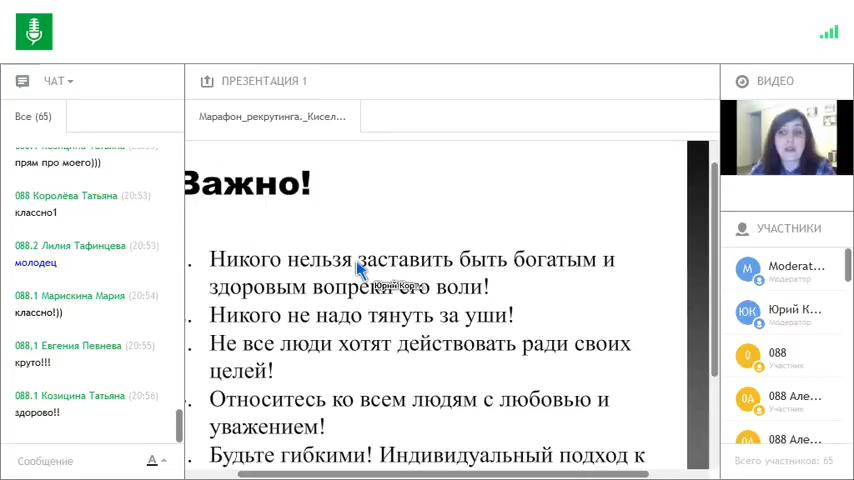 ЧАТ
ПРЕЗЕНТАЦИЯ 1
ВИДЕО
Все (65)
Марафон_рекрутинга._Кисел...
прям про моего)))
088 Королёва Татьяна (20:53)
классно1
088.2 Лилия Тафинцева (20:53)
молодец
088.1 Марискина Мария (20:54)
классно!))
088,1 Евгения Певнева (20:55)
круто!!!
088.1 Козицина Татьяна (20:56)
здорово!!
Сообщение
A
Важно!
Никого нельзя заставить быть богатым и
здоровым вопреки его воли!
Никого не надо тянуть за уши!
Не все люди хотят действовать ради своих
целей!
Относитесь ко всем людям с любовью и
уважением!
Будьте гибкими! Индивидуальный подход к
УЧАСТНИКИ
M
Moderat...
Модератор
ЮК
Юрий К...
Модератор
0
088
Участник
0А
088 Але...
Участник
0А
088 Але...
Всего участников: 65